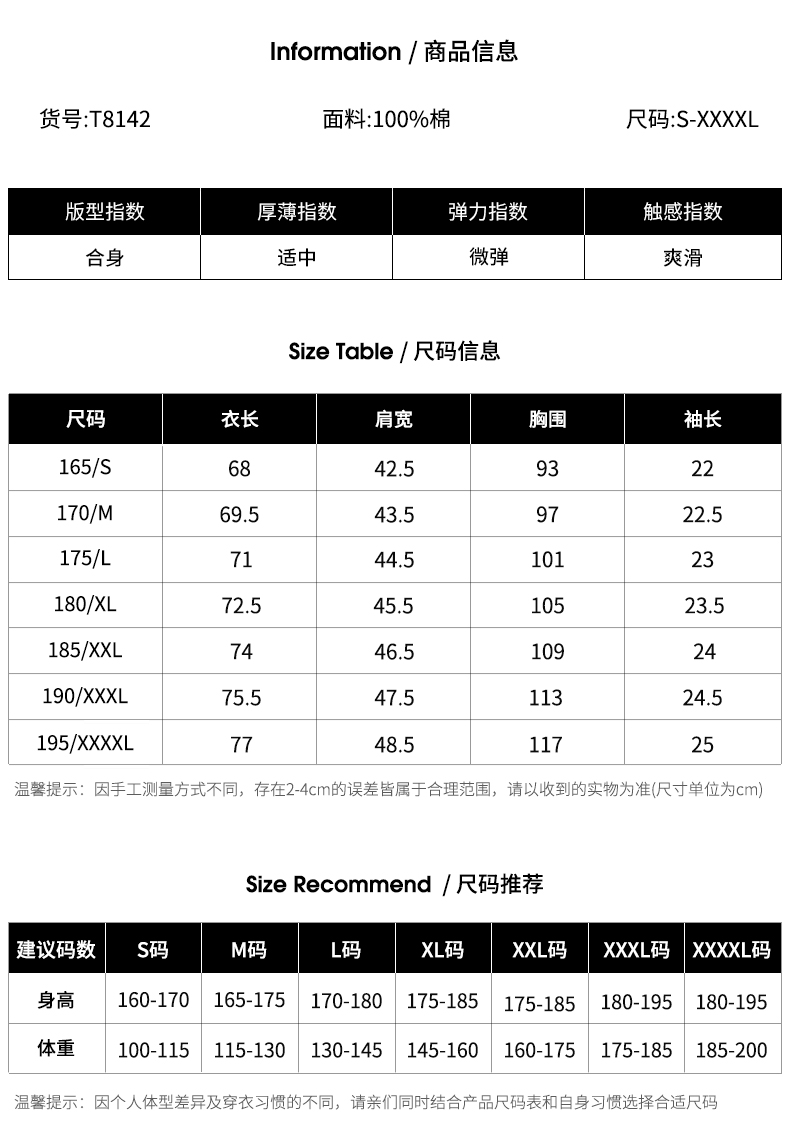 Information / 商品信息
货号:T8142 面料:100%棉 尺码:S-XXXXL
版型指数 厚薄指数 弹力指数 触感指数
合身 适中 微弹 爽滑
Size Table / 尺码信息
尺码 衣长 肩宽 胸围 袖长
165/S 68 42.5 93 22
170/M 69.5 43.5 97 22.5
175/L 71 44.5 101 23
180/XL 72.5 45.5 105 23.5
185/XXL 74 46.5 109 24
190/XXXL 75.5 47.5 113 24.5
195/XXXXL 77 48.5 117 25
温馨提示：因手工测量方式不同，存在2-4cm的误差皆属于合理范围，请以收到的实物为准(尺寸单位为cm)
Size Recommend / 尺码推荐
建议码数 S码 M码 L码 XL码 XXL码 XXXL码 XXXXL码
身高 160-170 165-175 170-180 175-185 175-185 180-195 180-195
体重 100-115 115-130 130-145 145-160 160-175 175-185 185-200
温馨提示：因个人体型差异及穿衣习惯的不同，请亲们同时结合产品尺码表和自身习惯选择合适尺码